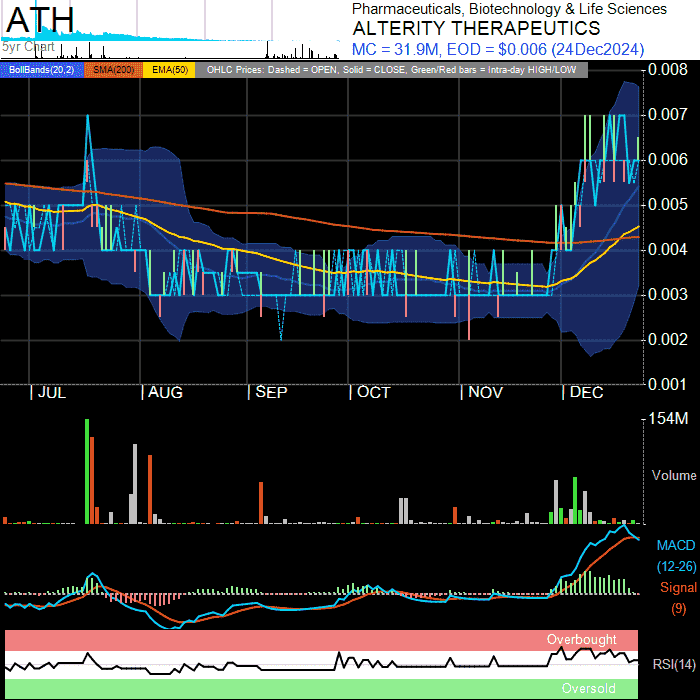 ATH
Pharmaceuticals, Biotechnology & Life Sciences
ALTERITY THERAPEUTICS
MC = 31.9M, EOD = $0.006 (24Dec2024)
5yr Chart
BollBands(20,2) SMA(200) EMA(50) OHLC Prices: Dashed = OPEN, Solid = CLOSE, Green/Red bars = Intra-day HIGH/LOW
0.008
0.007
0.006
0.005
0.004
0.003
0.002
0.001
| JUL | AUG | SEP | OCT | NOV | DEC
154M
Volume
MACD
(12-26)
Signal
(9)
Overbought
RSI(14)
Oversold